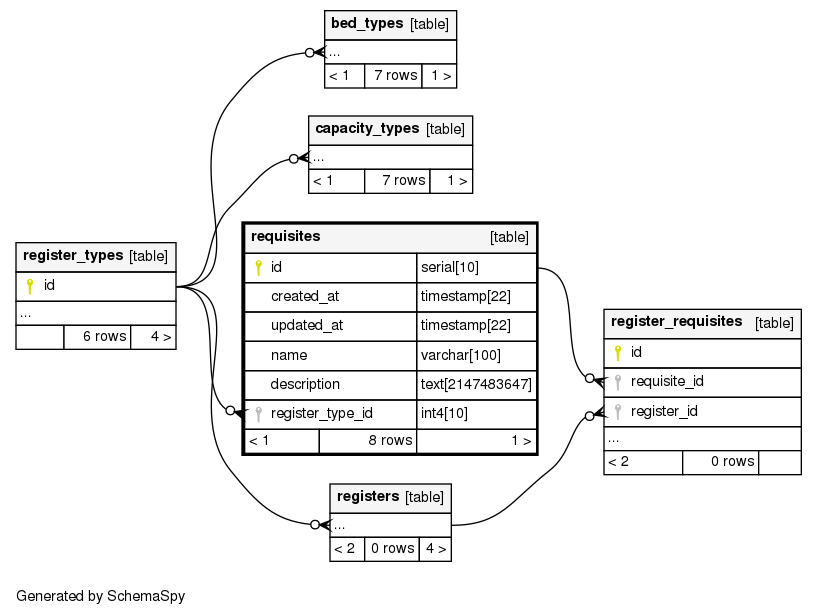 bed_types [table]
...
< 1 7 rows 1 >
capacity_types [table]
...
< 1 7 rows 1 >
register_types [table]
id
...
6 rows 4 >
requisites [table]
id serial[10]
created_at timestamp[22]
updated_at timestamp[22]
name varchar[100]
description text[2147483647]
register_type_id int4[10]
< 1 8 rows 1 >
register_requisites [table]
id
requisite_id
register_id
...
< 2 0 rows
registers [table]
...
< 2 0 rows 4 >
Generated by SchemaSpy